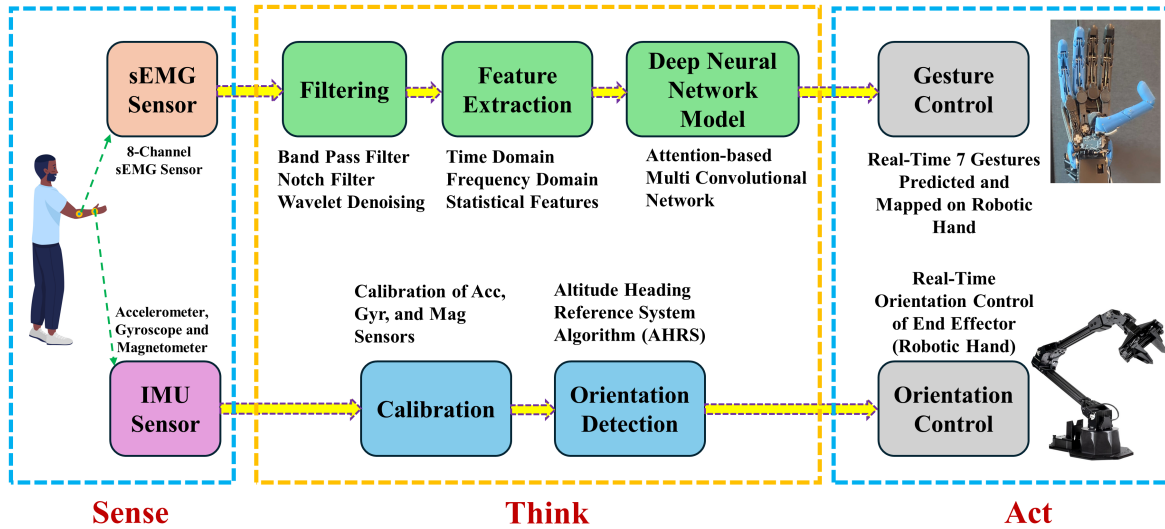 sEMG
Sensor
8-Channel
sEMG Sensor
Accelerometer,
Gyroscope and
Magnetometer
IMU
Sensor
Sense
Filtering
Band Pass Filter
Notch Filter
Wavelet Denoising
Feature
Extraction
Time Domain
Frequency Domain
Statistical Features
Deep Neural
Network
Model
Attention-based
Multi Convolutional
Network
Calibration of Acc,
Gyr, and Mag
Sensors
Calibration
Altitude Heading
Reference System
Algorithm (AHRS)
Orientation
Detection
Think
Gesture
Control
Real-Time 7 Gestures
Predicted and
Mapped on Robotic
Hand
Real-Time
Orientation Control
of End Effector
(Robotic Hand)
Orientation
Control
Act